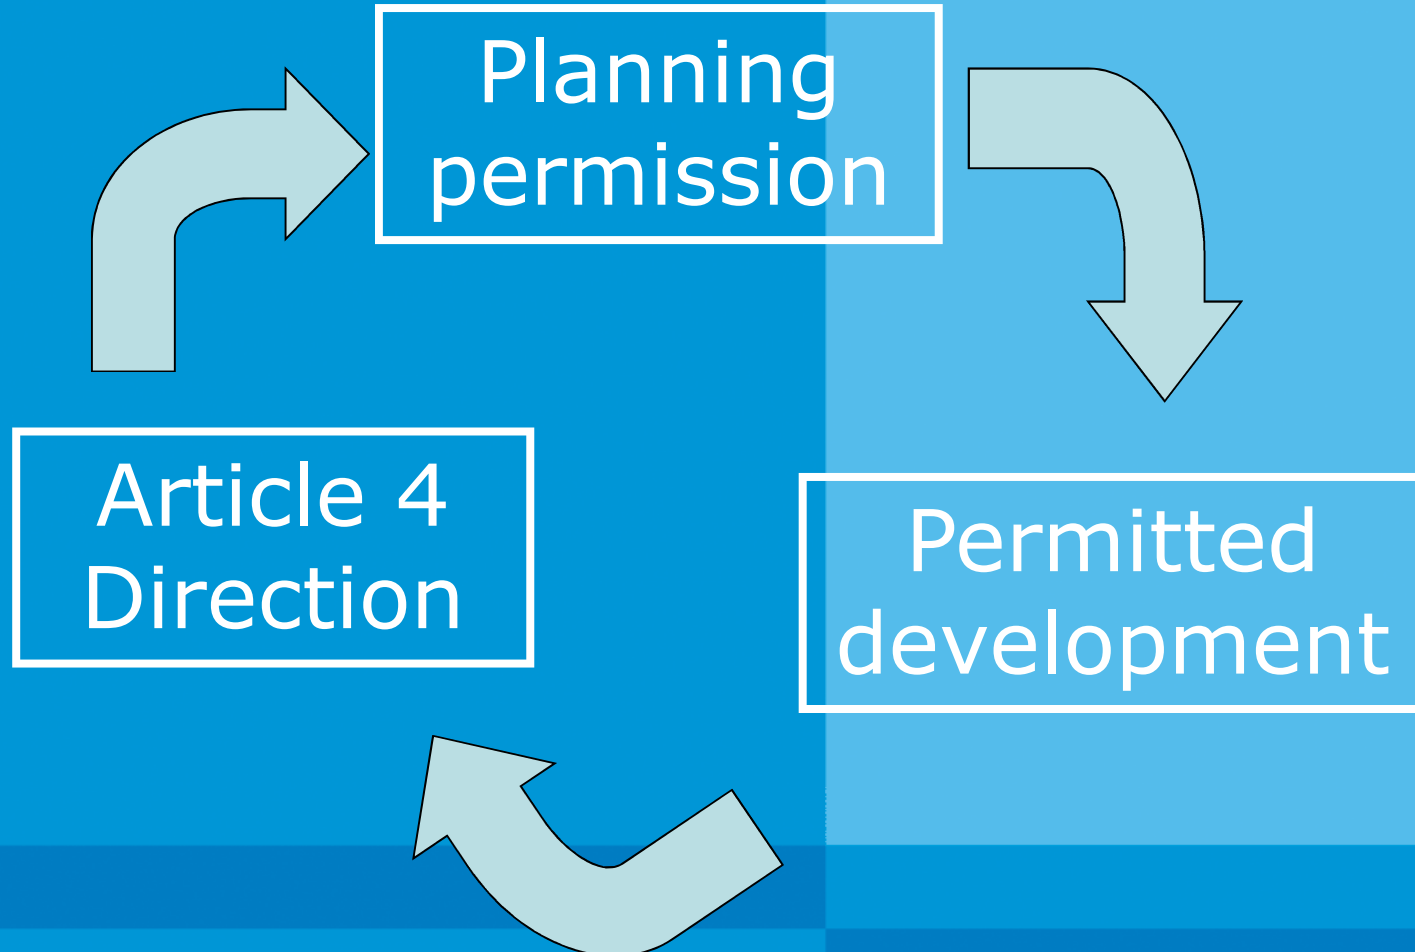 Planning
permission
Article 4
Direction
Permitted
development